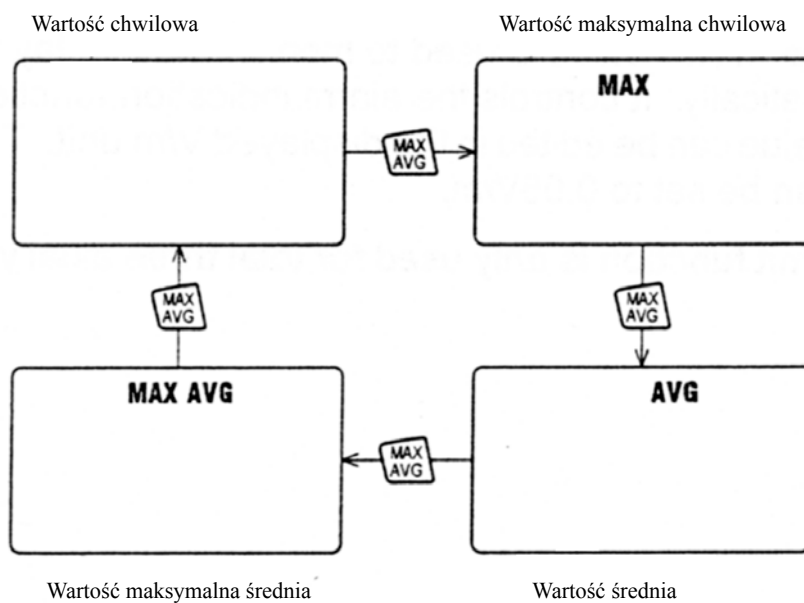 Wartość chwilowa
Wartość maksymalna chwilowa
MAX
MAX
AVG
MAX
AVG
MAX
AVG
MAX AVG
AVG
MAX
AVG
Wartość maksymalna średnia
Wartość średnia